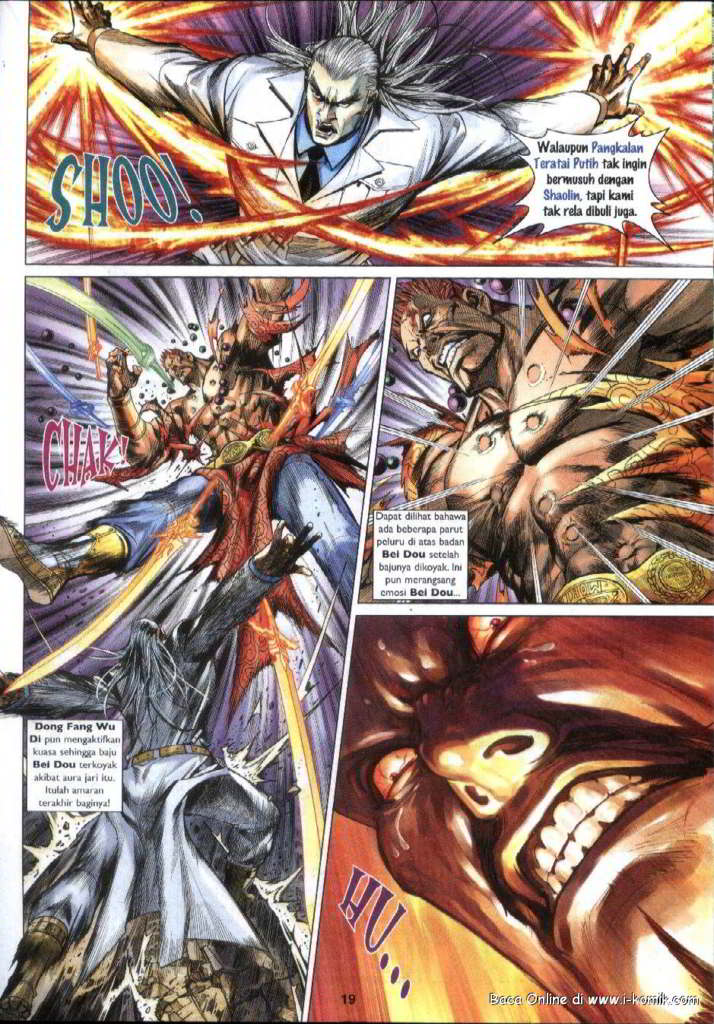 SHOO!
Walaupun Pangkalan
Teratai Putih tak ingin
bermusuh dengan
Shaolin, tapi kami
tak rela dibuli juga.
CHAK!
Dapat dilihat bahawa
ada beberapa parut
peluru di atas badan
Bei Dou setelah
bajunya dikoyak. Ini
pun merangsang
emosi Bei Dou...
Dong Fang Wu
Di pun mengaktifkan
kuasa sehingga baju
Bei Dou terkoyak
akibat aura jari itu.
Itulah amaran
terakhir baginya!
HU...
19
Baca Online di www.i-komik.com